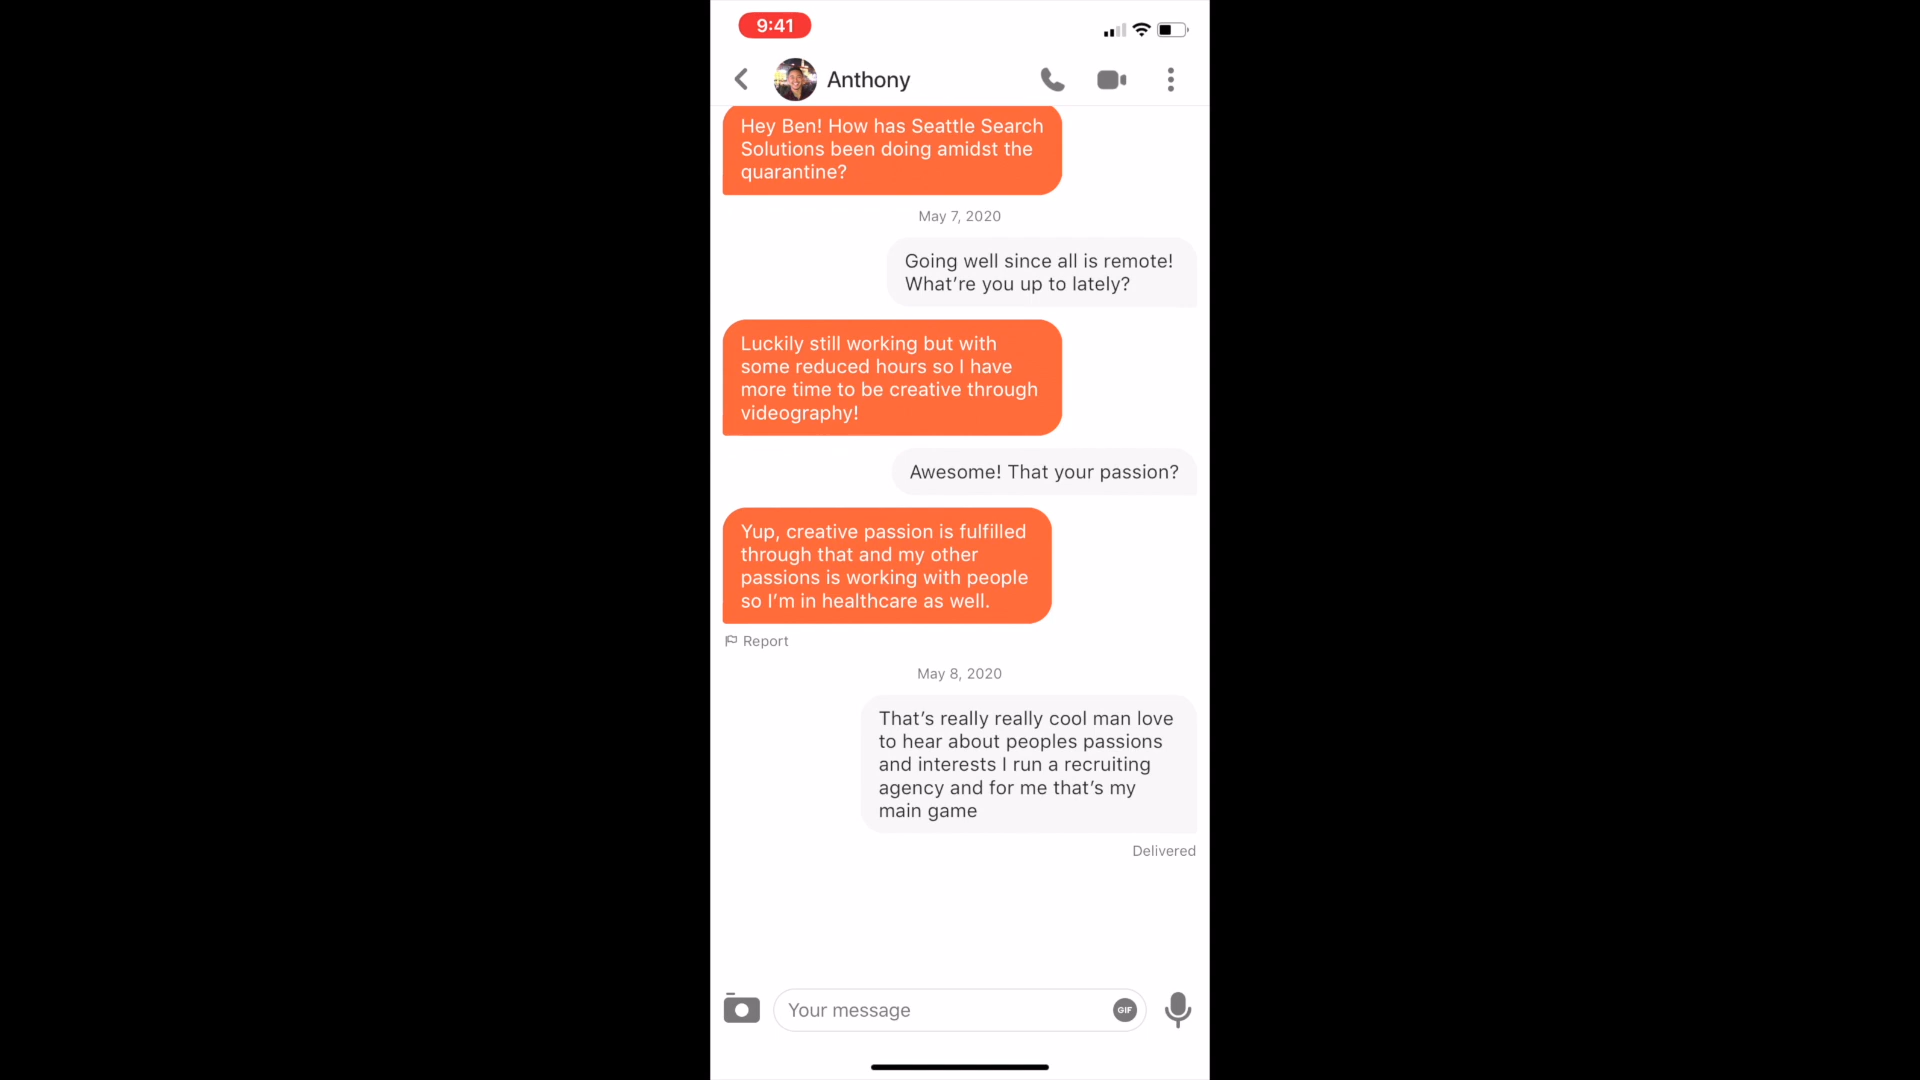 9:41
Anthony
Hey Ben! How has Seattle Search
Solutions been doing amidst the
quarantine?
May 7, 2020
Going well since all is remote!
What’re you up to lately?
Luckily still working but with
some reduced hours so I have
more time to be creative through
videography!
Awesome! That your passion?
Yup, creative passion is fulfilled
through that and my other
passions is working with people
so I’m in healthcare as well.
Report
May 8, 2020
That’s really really cool man love
to hear about peoples passions
and interests I run a recruiting
agency and for me that’s my
main game
Delivered
Your message
GIF